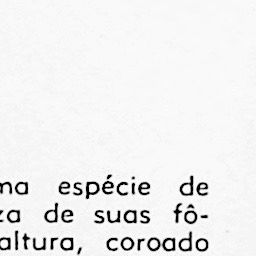 ma espécie de
za de suas fô-
altura, coroado